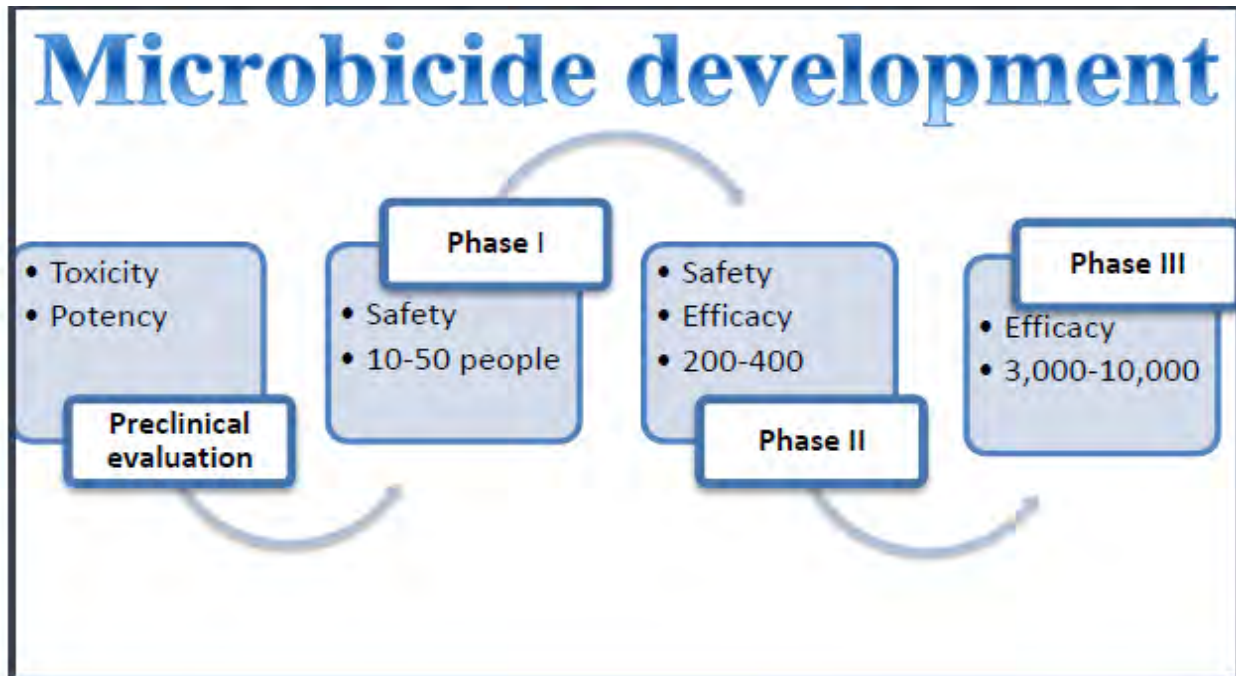 Microbicide development
• Toxicity
• Potency
Preclinical
evaluation
Phase I
• Safety
• 10-50 people
• Safety
• Efficacy
• 200-400
Phase II
Phase III
• Efficacy
• 3,000-10,000